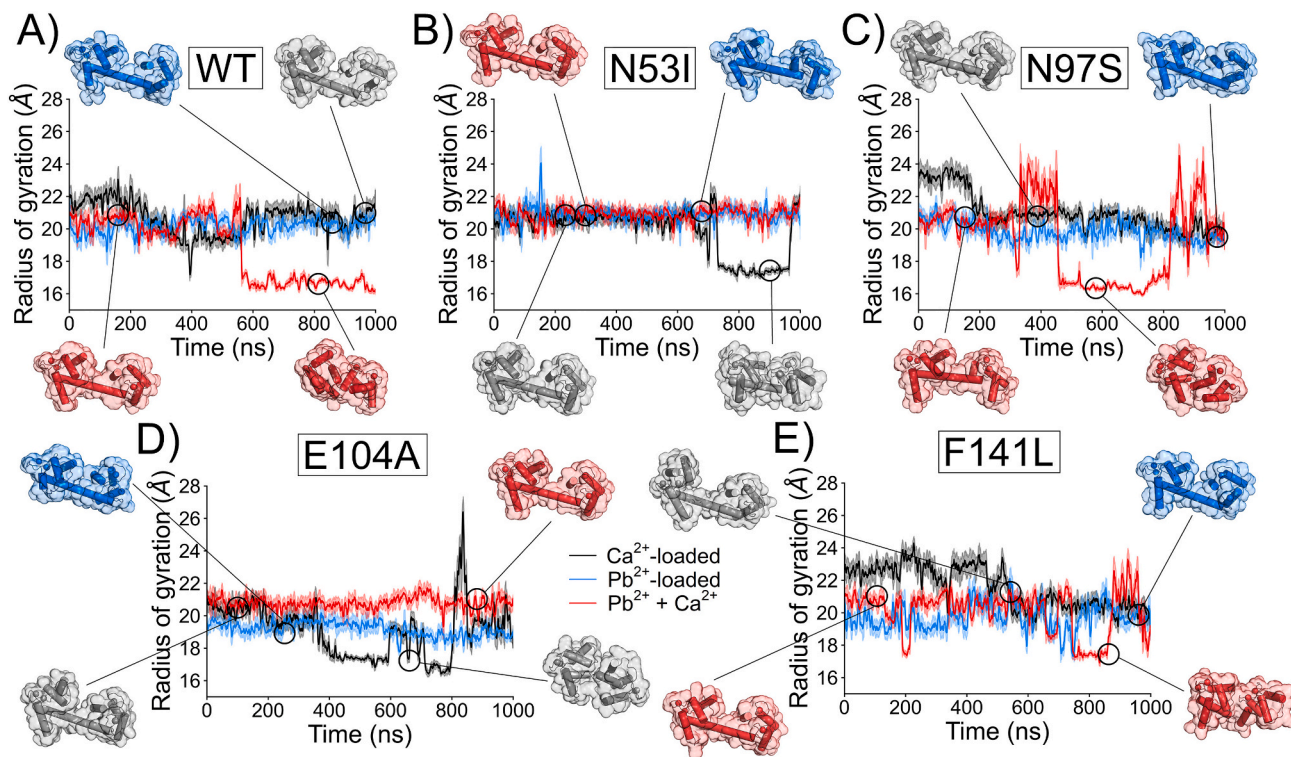 A) WT
B) N53I
C) N97S
Radius of gyration (Å)
28
26
24
22
20
18
16
0 200 400 600 800 1000
Time (ns)
Radius of gyration (Å)
28
26
24
22
20
18
16
0 200 400 600 800 1000
Time (ns)
Radius of gyration (Å)
28
26
24
22
20
18
16
0 200 400 600 800 1000
Time (ns)
D) E104A
E) F141L
Radius of gyration (Å)
28
26
24
22
20
18
16
0 200 400 600 800 1000
Time (ns)
Ca²⁺-loaded
Pb²⁺-loaded
Pb²⁺ + Ca²⁺
Radius of gyration (Å)
28
26
24
22
20
18
16
0 200 400 600 800 1000
Time (ns)